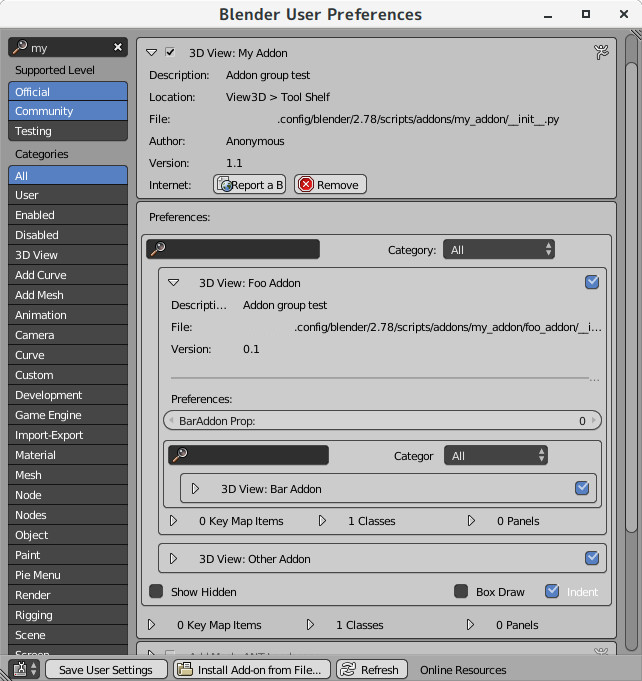 Blender User Preferences
my
Supported Level
Official
Community
Testing
Categories
All
User
Enabled
Disabled
3D View
Add Curve
Add Mesh
Animation
Camera
Curve
Custom
Development
Game Engine
Import-Export
Material
Mesh
Node
Nodes
Object
Paint
Pie Menu
Render
Rigging
Scene
3D View: My Addon
Description: Addon group test
Location: View3D > Tool Shelf
File: .config/blender/2.78/scripts/addons/my_addon/__init__.py
Author: Anonymous
Version: 1.1
Internet: Report a B Remove
Preferences:
Category: All
3D View: Foo Addon
Descripti... Addon group test
File: .config/blender/2.78/scripts/addons/my_addon/foo_addon/__i...
Version: 0.1
...
Preferences:
BarAddon Prop: 0
Categor All
3D View: Bar Addon
0 Key Map Items 1 Classes 0 Panels
3D View: Other Addon
Show Hidden Box Draw Indent
0 Key Map Items 1 Classes 0 Panels
Save User Settings Install Add-on from File... Refresh Online Resources